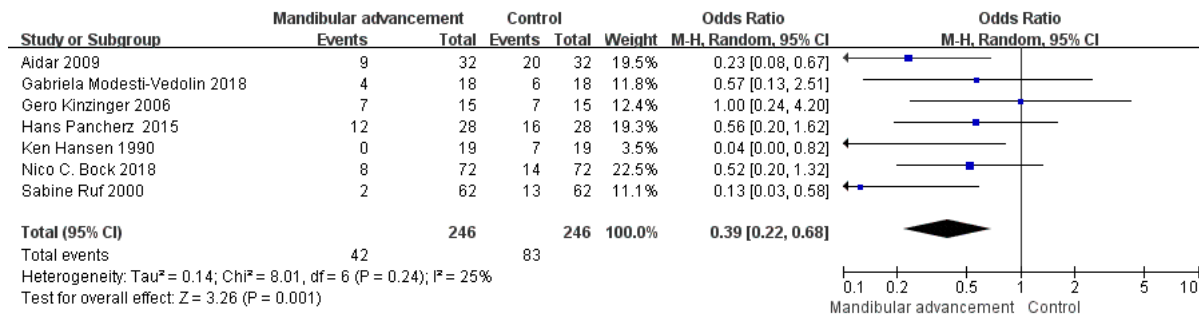 Mandibular advancement Control Odds Ratio Odds Ratio
Study or Subgroup Events Total Events Total Weight M-H, Random, 95% CI M-H, Random, 95% CI
Aidar 2009 9 32 20 32 19.5% 0.23 [0.08, 0.67]
Gabriela Modesti-Vedolin 2018 4 18 6 18 11.8% 0.57 [0.13, 2.51]
Gero Kinzinger 2006 7 15 7 15 12.4% 1.00 [0.24, 4.20]
Hans Pancherz 2015 12 28 16 28 19.3% 0.56 [0.20, 1.62]
Ken Hansen 1990 0 19 7 19 3.5% 0.04 [0.00, 0.82]
Nico C. Bock 2018 8 72 14 72 22.5% 0.52 [0.20, 1.32]
Sabine Ruf 2000 2 62 13 62 11.1% 0.13 [0.03, 0.58]
Total (95% CI) 246 246 100.0% 0.39 [0.22, 0.68]
Total events 42 83
Heterogeneity: Tau² = 0.14; Chi² = 8.01, df = 6 (P = 0.24); I² = 25%
Test for overall effect: Z = 3.26 (P = 0.001)
0.1 0.2 0.5 1 2 5 10
Mandibular advancement Control